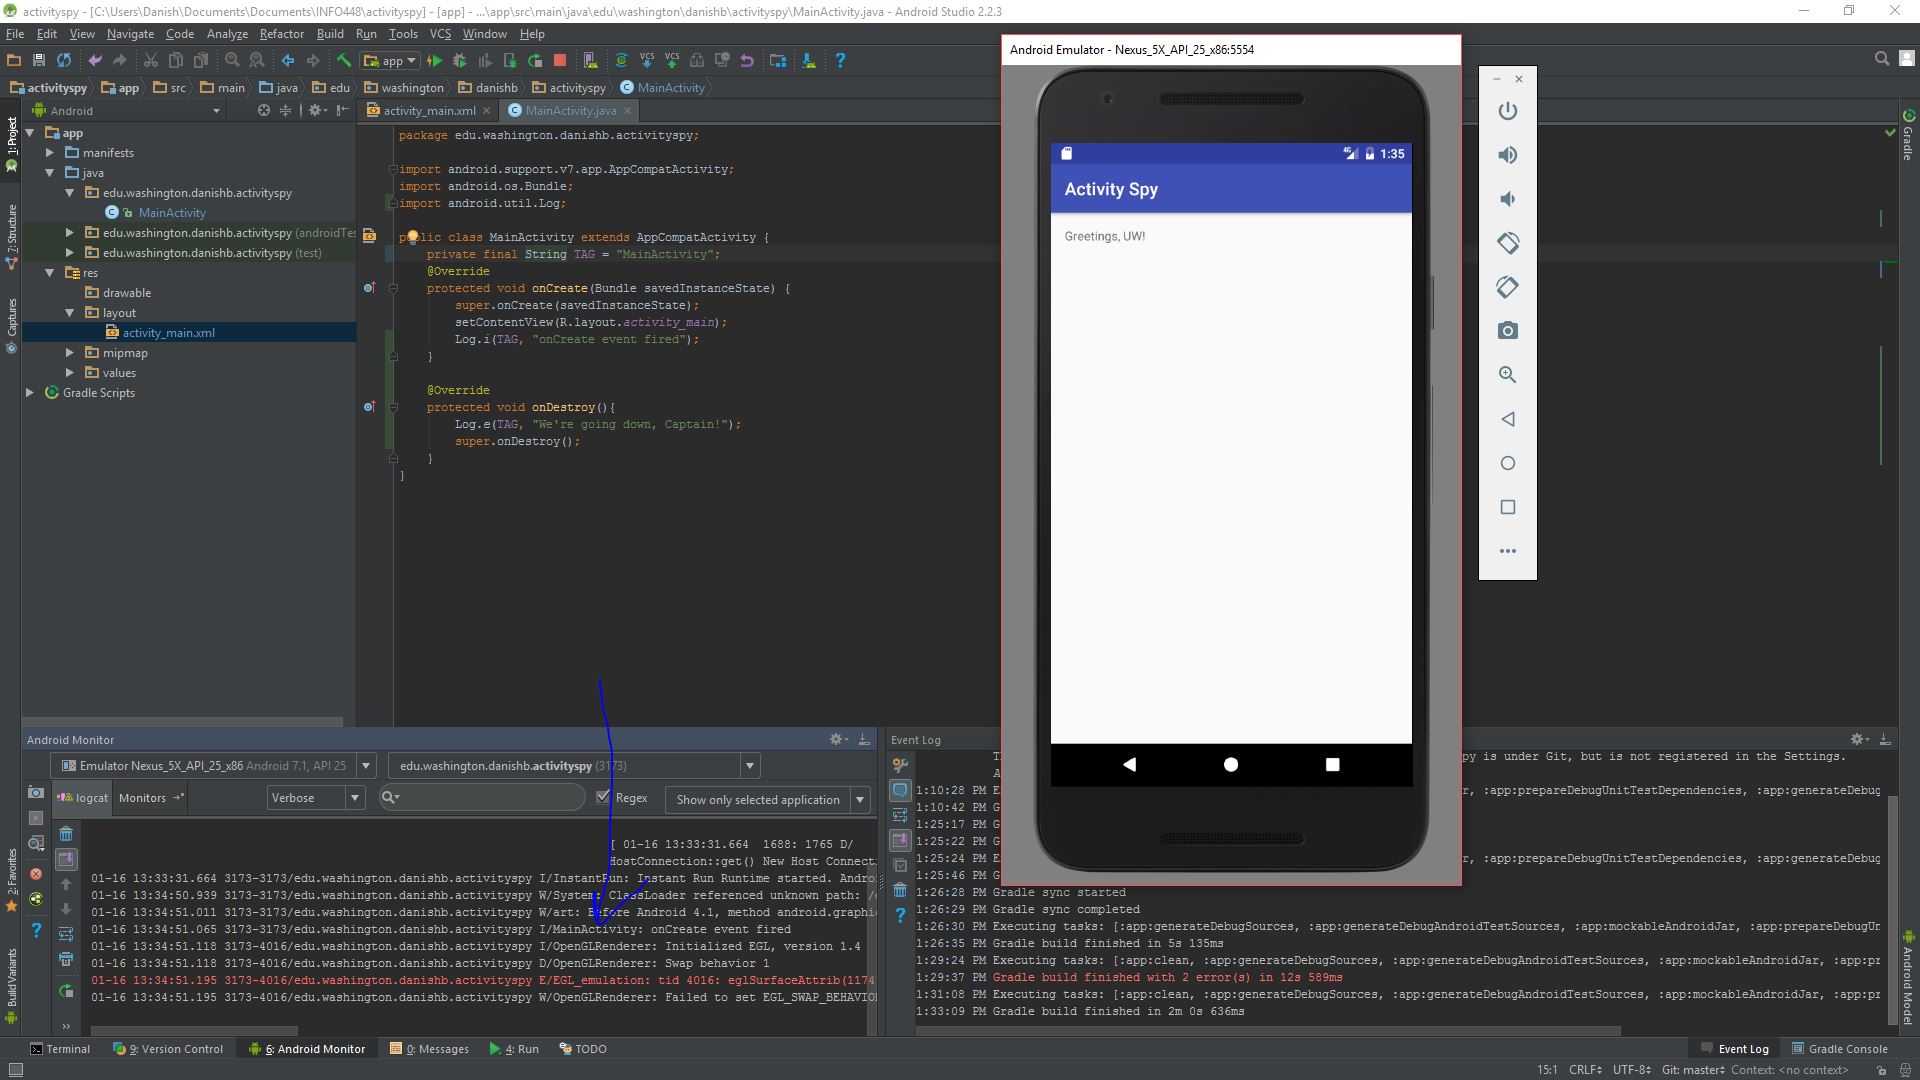 activityspy - [C:\Users\Danish\Documents\Documents\INFO448\activityspy] - [app] - ...\app\src\main\java\edu\washington\danishb\activityspy\MainActivity.java - Android Studio 2.2.3
File Edit View Navigate Code Analyze Refactor Build Run Tools VCS Window Help
app
VCS VCS
activityspy app src main java edu washington danishb activityspy MainActivity
Android
activity_main.xml MainActivity.java
1: Project
7: Structure
Captures
2: Favorites
Build Variants
app
manifests
java
edu.washington.danishb.activityspy
MainActivity
edu.washington.danishb.activityspy (androidTes
edu.washington.danishb.activityspy (test)
res
drawable
layout
activity_main.xml
mipmap
values
Gradle Scripts
package edu.washington.danishb.activityspy;
import android.support.v7.app.AppCompatActivity;
import android.os.Bundle;
import android.util.Log;
public class MainActivity extends AppCompatActivity {
private final String TAG = "MainActivity";
@Override
protected void onCreate(Bundle savedInstanceState) {
super.onCreate(savedInstanceState);
setContentView(R.layout.activity_main);
Log.i(TAG, "onCreate event fired");
}
@Override
protected void onDestroy(){
Log.e(TAG, "We're going down, Captain!");
super.onDestroy();
}
}
Android Emulator - Nexus_5X_API_25_x86:5554
4G 1:35
Activity Spy
Greetings, UW!
Gradle
Android Model
Android Monitor
Emulator Nexus_5X_API_25_x86 Android 7.1, API 25
edu.washington.danishb.activityspy (3173)
logcat Monitors Verbose Regex Show only selected application
[ 01-16 13:33:31.664 1688: 1765 D/
HostConnection::get() New Host Connecti
01-16 13:33:31.664 3173-3173/edu.washington.danishb.activityspy I/InstantRun: Instant Run Runtime started. Androi
01-16 13:34:50.939 3173-3173/edu.washington.danishb.activityspy W/System: ClassLoader referenced unknown path: /
01-16 13:34:51.011 3173-3173/edu.washington.danishb.activityspy W/art: Before Android 4.1, method android.graphi
01-16 13:34:51.065 3173-3173/edu.washington.danishb.activityspy I/MainActivity: onCreate event fired
01-16 13:34:51.118 3173-4016/edu.washington.danishb.activityspy I/OpenGLRenderer: Initialized EGL, version 1.4
01-16 13:34:51.118 3173-4016/edu.washington.danishb.activityspy D/OpenGLRenderer: Swap behavior 1
01-16 13:34:51.195 3173-4016/edu.washington.danishb.activityspy E/EGL_emulation: tid 4016: eglSurfaceAttrib(1174
01-16 13:34:51.195 3173-4016/edu.washington.danishb.activityspy W/OpenGLRenderer: Failed to set EGL_SWAP_BEHAVIO
Event Log
py is under Git, but is not registered in the Settings.
1:10:28 PM E r, :app:prepareDebugUnitTestDependencies, :app:generateDebug
1:10:42 PM G
1:25:17 PM G
1:25:22 PM G
1:25:24 PM E r, :app:prepareDebugUnitTestDependencies, :app:generateDebug
1:25:46 PM G
1:26:28 PM Gradle sync started
1:26:29 PM Gradle sync completed
1:26:30 PM Executing tasks: [:app:generateDebugSources, :app:generateDebugAndroidTestSources, :app:mockableAndroidJar, :app:prepareDebugUn
1:26:35 PM Gradle build finished in 5s 135ms
1:29:24 PM Executing tasks: [:app:clean, :app:generateDebugSources, :app:generateDebugAndroidTestSources, :app:mockableAndroidJar, :app:pr
1:29:37 PM Gradle build finished with 2 error(s) in 12s 589ms
1:31:08 PM Executing tasks: [:app:clean, :app:generateDebugSources, :app:generateDebugAndroidTestSources, :app:mockableAndroidJar, :app:pr
1:33:09 PM Gradle build finished in 2m 0s 636ms
Terminal 9: Version Control 6: Android Monitor 0: Messages 4: Run TODO Event Log Gradle Console
15:1 CRLF UTF-8 Git: master Context: <no context>